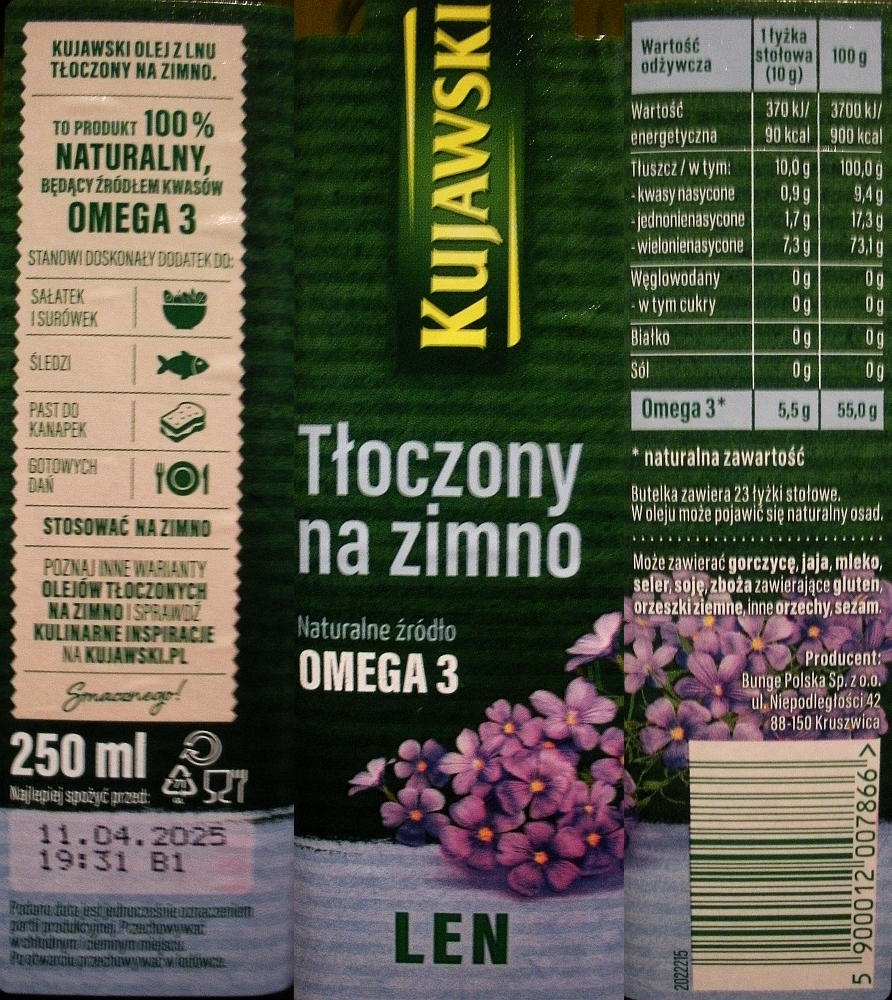 KUJAWSKI OLEJ Z LNU
TŁOCZONY NA ZIMNO.
TO PRODUKT 100 %
NATURALNY,
BĘDĄCY ŹRÓDŁEM KWASÓW
OMEGA 3
STANOWI DOSKONAŁY DODATEK DO:
SAŁATEK
I SURÓWEK
ŚLEDZI
PAST DO
KANAPEK
GOTOWYCH
DAŃ
STOSOWAĆ NA ZIMNO
POZNAJ INNE WARIANTY
OLEJÓW TŁOCZONYCH
NA ZIMNO I SPRAWDŹ
KULINARNE INSPIRACJE
NA KUJAWSKI.PL
Smacznego!
250 ml
Najlepiej spożyć przed:
11.04.2025
19:31 B1
Podana data jest jednocześnie oznaczeniem
partii produkcyjnej. Przechowywać
w chłodnym i ciemnym miejscu.
Po otwarciu przechowywać w lodówce.
KUJAWSKI
Tłoczony
na zimno
Naturalne źródło
OMEGA 3
LEN
Wartość odżywcza 1 łyżka stołowa (10 g) 100 g
Wartość 370 kJ/ 3700 kJ/
energetyczna 90 kcal 900 kcal
Tłuszcz / w tym: 10,0 g 100,0 g
- kwasy nasycone 0,9 g 9,4 g
- jednonienasycone 1,7 g 17,3 g
- wielonienasycone 7,3 g 73,1 g
Węglowodany 0 g 0 g
- w tym cukry 0 g 0 g
Białko 0 g 0 g
Sól 0 g 0 g
Omega 3* 5,5 g 55,0 g
* naturalna zawartość
Butelka zawiera 23 łyżki stołowe.
W oleju może pojawić się naturalny osad.
Może zawierać gorczycę, jaja, mleko,
seler, soję, zboża zawierające gluten,
orzeszki ziemne, inne orzechy, sezam.
Producent:
Bunge Polska Sp. z o.o.
ul. Niepodległości 42
88-150 Kruszwica
5 900012 007866 >
2022215